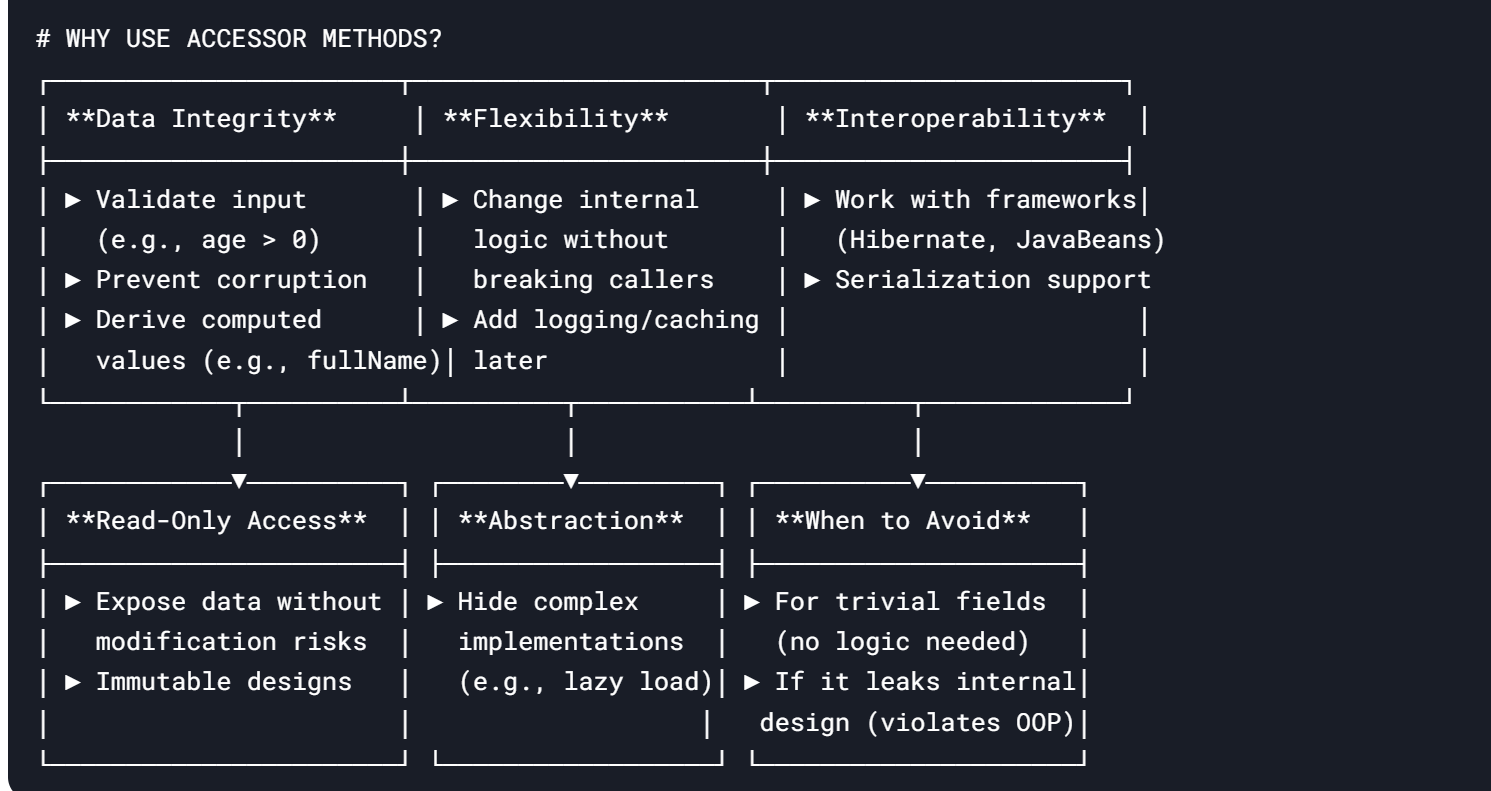 # WHY USE ACCESSOR METHODS?
**Data Integrity** **Flexibility** **Interoperability**
► Validate input ► Change internal ► Work with frameworks
(e.g., age > 0) logic without (Hibernate, JavaBeans)
► Prevent corruption breaking callers ► Serialization support
► Derive computed ► Add logging/caching
values (e.g., fullName) later
**Read-Only Access** **Abstraction** **When to Avoid**
► Expose data without ► Hide complex ► For trivial fields
modification risks implementations (no logic needed)
► Immutable designs (e.g., lazy load) ► If it leaks internal
design (violates OOP)